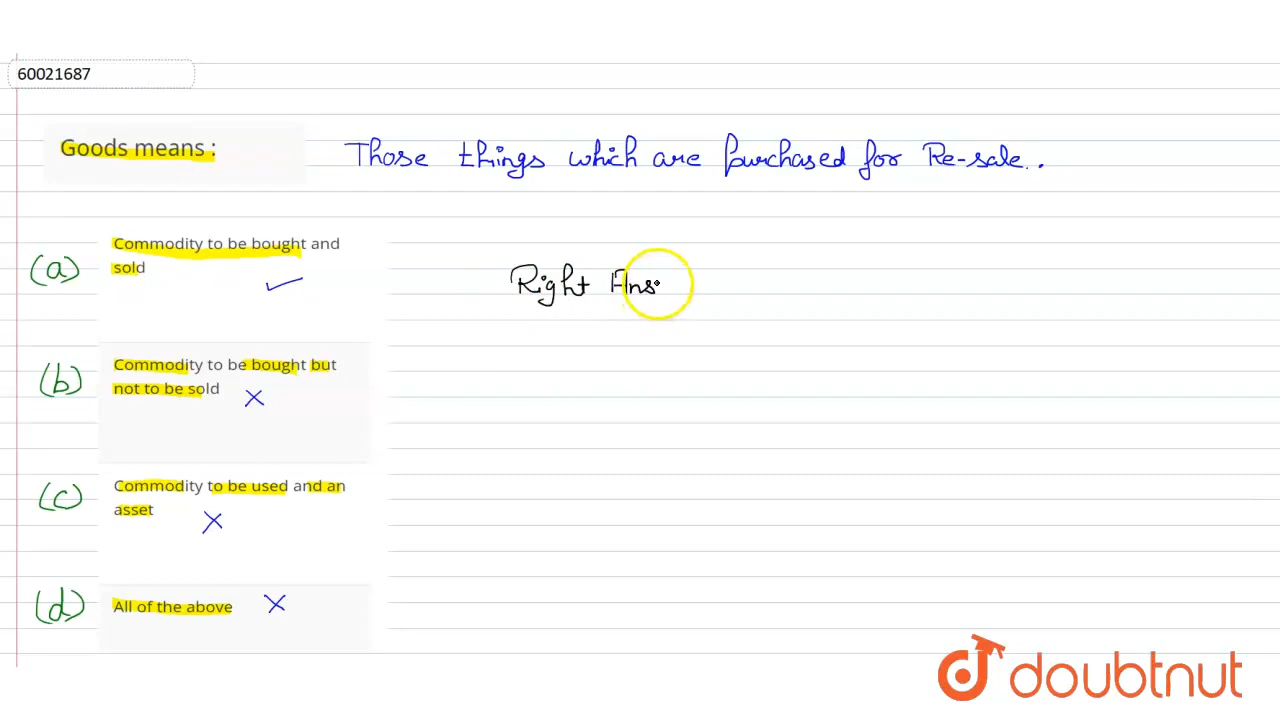 60021687
Goods means :
Those things which are purchased for Re-sale..
(a)
Commodity to be bought and
sold
Right Ans
(b)
Commodity to be bought but
not to be sold
(c)
Commodity to be used and an
asset
(d)
All of the above
doubtnut